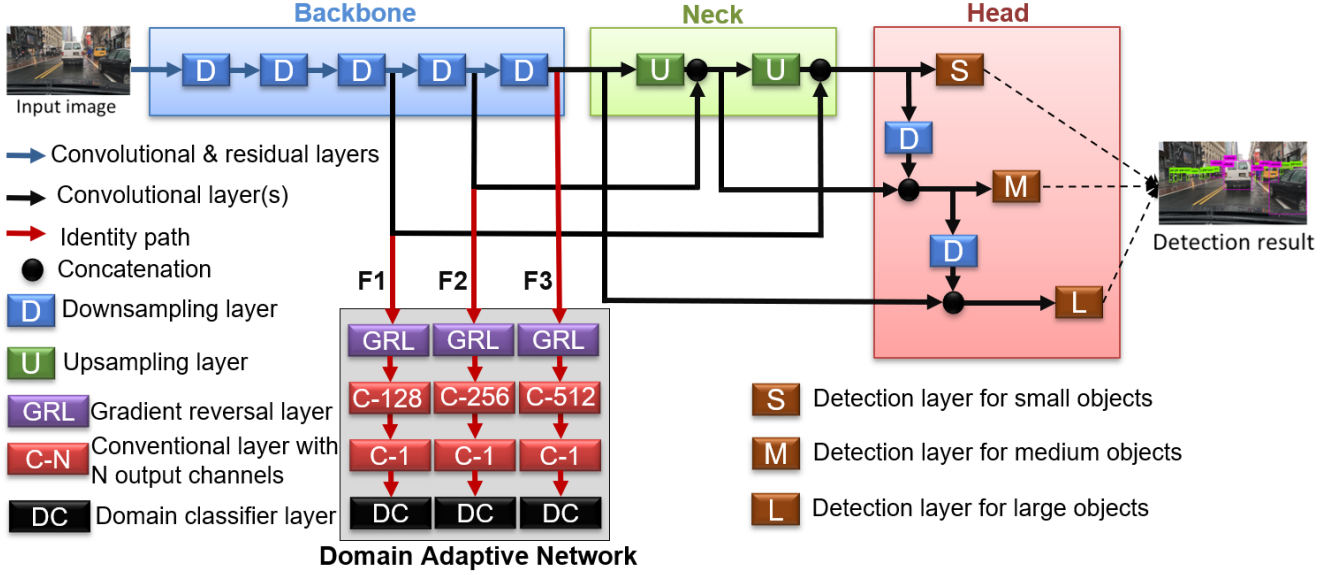 Backbone
Neck
Head
D
D
D
D
D
U
U
S
Input image
D
Convolutional & residual layers
M
Convolutional layer(s)
Identity path
D
Detection result
Concatenation
F1
F2
F3
L
D Downsampling layer
GRL
GRL
GRL
U Upsampling layer
C-128
C-256
C-512
GRL Gradient reversal layer
C-N Conventional layer with
N output channels
C-1
C-1
C-1
DC Domain classifier layer
DC
DC
DC
Domain Adaptive Network
S Detection layer for small objects
M Detection layer for medium objects
L Detection layer for large objects